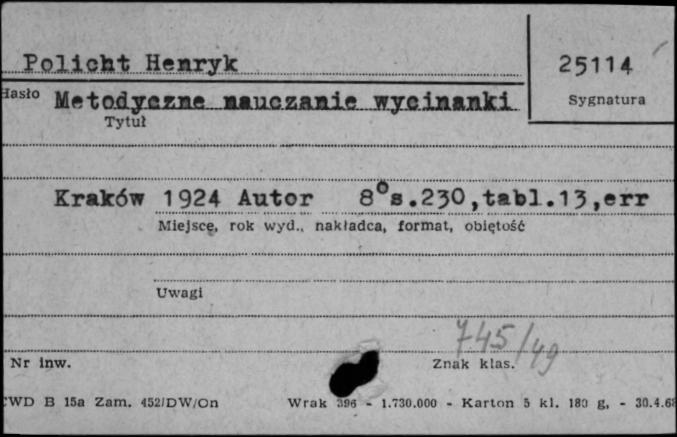 Policht Henryk
25114
Hasło
Metodyczne nauczanie wycinanki
Sygnatura
Tytuł
Kraków 1924 Autor 8°s.230,tabl.13,err
Miejsce, rok wyd., nakładca, format, objętość
Uwagi
745/49
Nr inw.
Znak klas.
CWD B 15a Zam. 452/DW/On Wrak 396 - 1.730.000 - Karton 5 kl. 180 g, - 30.4.68